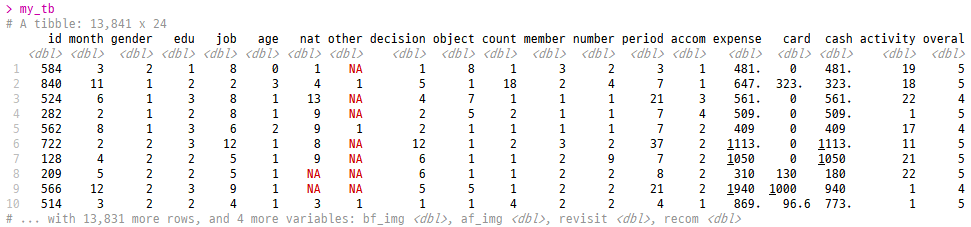 > my_tb
# A tibble: 13,841 x 24
id month gender edu job age nat other decision object count member number period accom expense card cash activity overal
<dbl> <dbl> <dbl> <dbl> <dbl> <dbl> <dbl> <dbl> <dbl> <dbl> <dbl> <dbl> <dbl> <dbl> <dbl> <dbl> <dbl> <dbl> <dbl> <dbl>
1 584 3 2 1 8 0 1 NA 1 8 1 3 2 3 1 481. 0 481. 19 5
2 840 11 1 2 2 3 4 1 5 1 18 2 4 7 1 647. 323. 323. 18 5
3 524 6 1 3 8 1 13 NA 4 7 1 1 1 21 3 561. 0 561. 22 4
4 282 2 1 2 8 1 9 NA 2 5 2 1 1 7 4 509. 0 509. 1 5
5 562 8 1 3 6 2 9 1 2 1 1 1 1 7 2 409 0 409 17 4
6 722 2 2 3 12 1 8 NA 12 1 2 3 2 37 2 1113. 0 1113. 11 5
7 128 4 2 2 5 1 9 NA 6 1 1 2 9 7 2 1050 0 1050 21 5
8 209 5 2 2 5 1 NA NA 6 1 1 2 2 8 2 310 130 180 22 5
9 566 12 2 3 9 1 NA NA 5 5 1 2 2 21 2 1940 1000 940 1 4
10 514 3 2 2 4 1 3 1 1 1 4 2 2 4 1 869. 96.6 773. 1 5
# ... with 13,831 more rows, and 4 more variables: bf_img <dbl>, af_img <dbl>, revisit <dbl>, recom <dbl>